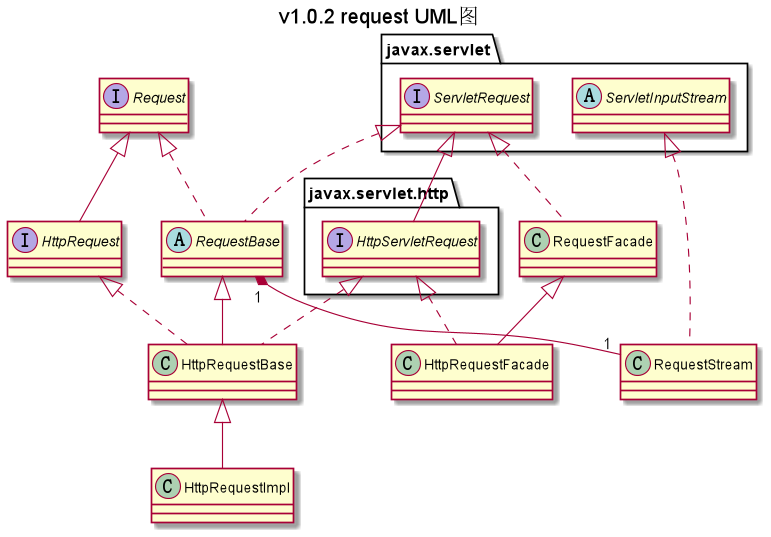 v1.0.2 request UML图
javax.servlet
I Request
I ServletRequest
A ServletInputStream
javax.servlet.http
I HttpRequest
A RequestBase
I HttpServletRequest
C RequestFacade
1
1
C HttpRequestBase
C HttpRequestFacade
C RequestStream
C HttpRequestImpl